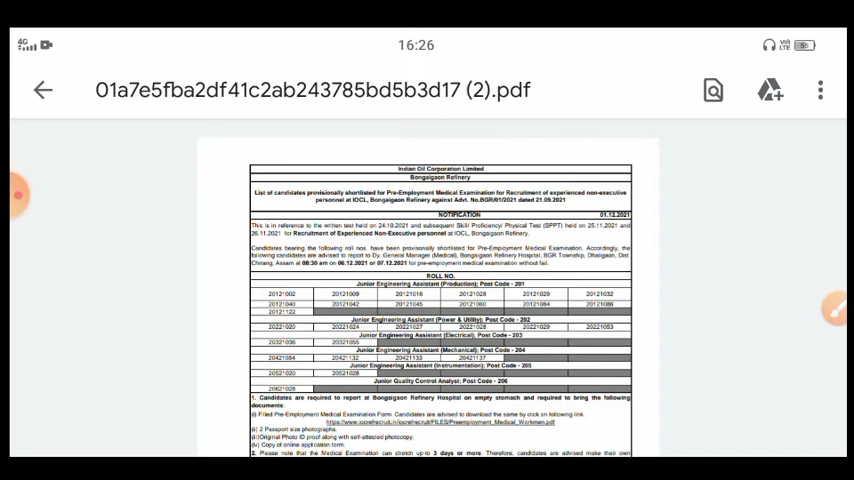 4G 16:26 Vo) LTE 55
01a7e5fba2df41c2ab243785bd5b3d17 (2).pdf
Indian Oil Corporation Limited
Bongaigaon Refinery
List of candidates provisionally shortlisted for Pre-Employment Medical Examination for Recruitment of experienced non-executive
personnel at IOCL, Bongaigaon Refinery against Advt. No.BGR/01/2021 dated 21.09.2021
NOTIFICATION 01.12.2021
This is in reference to the written test held on 24.10.2021 and subsequent Skill/ Proficiency/ Physical Test (SPPT) held on 25.11.2021 and
26.11.2021 for Recruitment of Experienced Non-Executive personnel at IOCL, Bongaigaon Refinery.
Candidates bearing the following roll nos. have been provisonally shortlisted for Pre-Employment Medical Examination. Accordingly, the
following candidates are advised to report to Dy. General Manager (Medical), Bongaigaon Refinery Hospital, BGR Township, Dhaligaon, Dist.
Chirang, Assam at 08:30 am on 06.12.2021 or 07.12.2021 for pre-employment medical examination without fail.
ROLL NO.
Junior Engineering Assistant (Production); Post Code - 201
20121002 20121009 20121016 20121028 20121029 20121032
20121040 20121042 20121045 20121060 20121084 20121086
20121122
Junior Engineering Assistant (Power & Utility); Post Code - 202
20221020 20221024 20221027 20221028 20221029 20221053
Junior Engineering Assistant (Electrical); Post Code - 203
20321036 20321055
Junior Engineering Assistant (Mechanical); Post Code - 204
20421084 20421132 20421133 20421137
Junior Engineering Assistant (Instrumentation); Post Code - 205
20521020 20521028
Junior Quality Control Analyst; Post Code - 206
20621028
1. Candidates are required to report at Bongaigaon Refinery Hospital on empty stomach and required to bring the following
documents:
(i) Filled Pre-Employment Medical Examination Form. Candidates are advised to download the same by click on following link.
https://www.iocrefrecruit.in/iocrefrecruit/FILES/Preemployment_Medical_Workmen.pdf
(ii) 2 Passport size photographs.
(iii)Original Photo ID proof along with self-attested photocopy.
(iv) Copy of online application form.
2. Please note that the Medical Examination can stretch up-to 3 days or more. Therefore, candidates are advised make their own